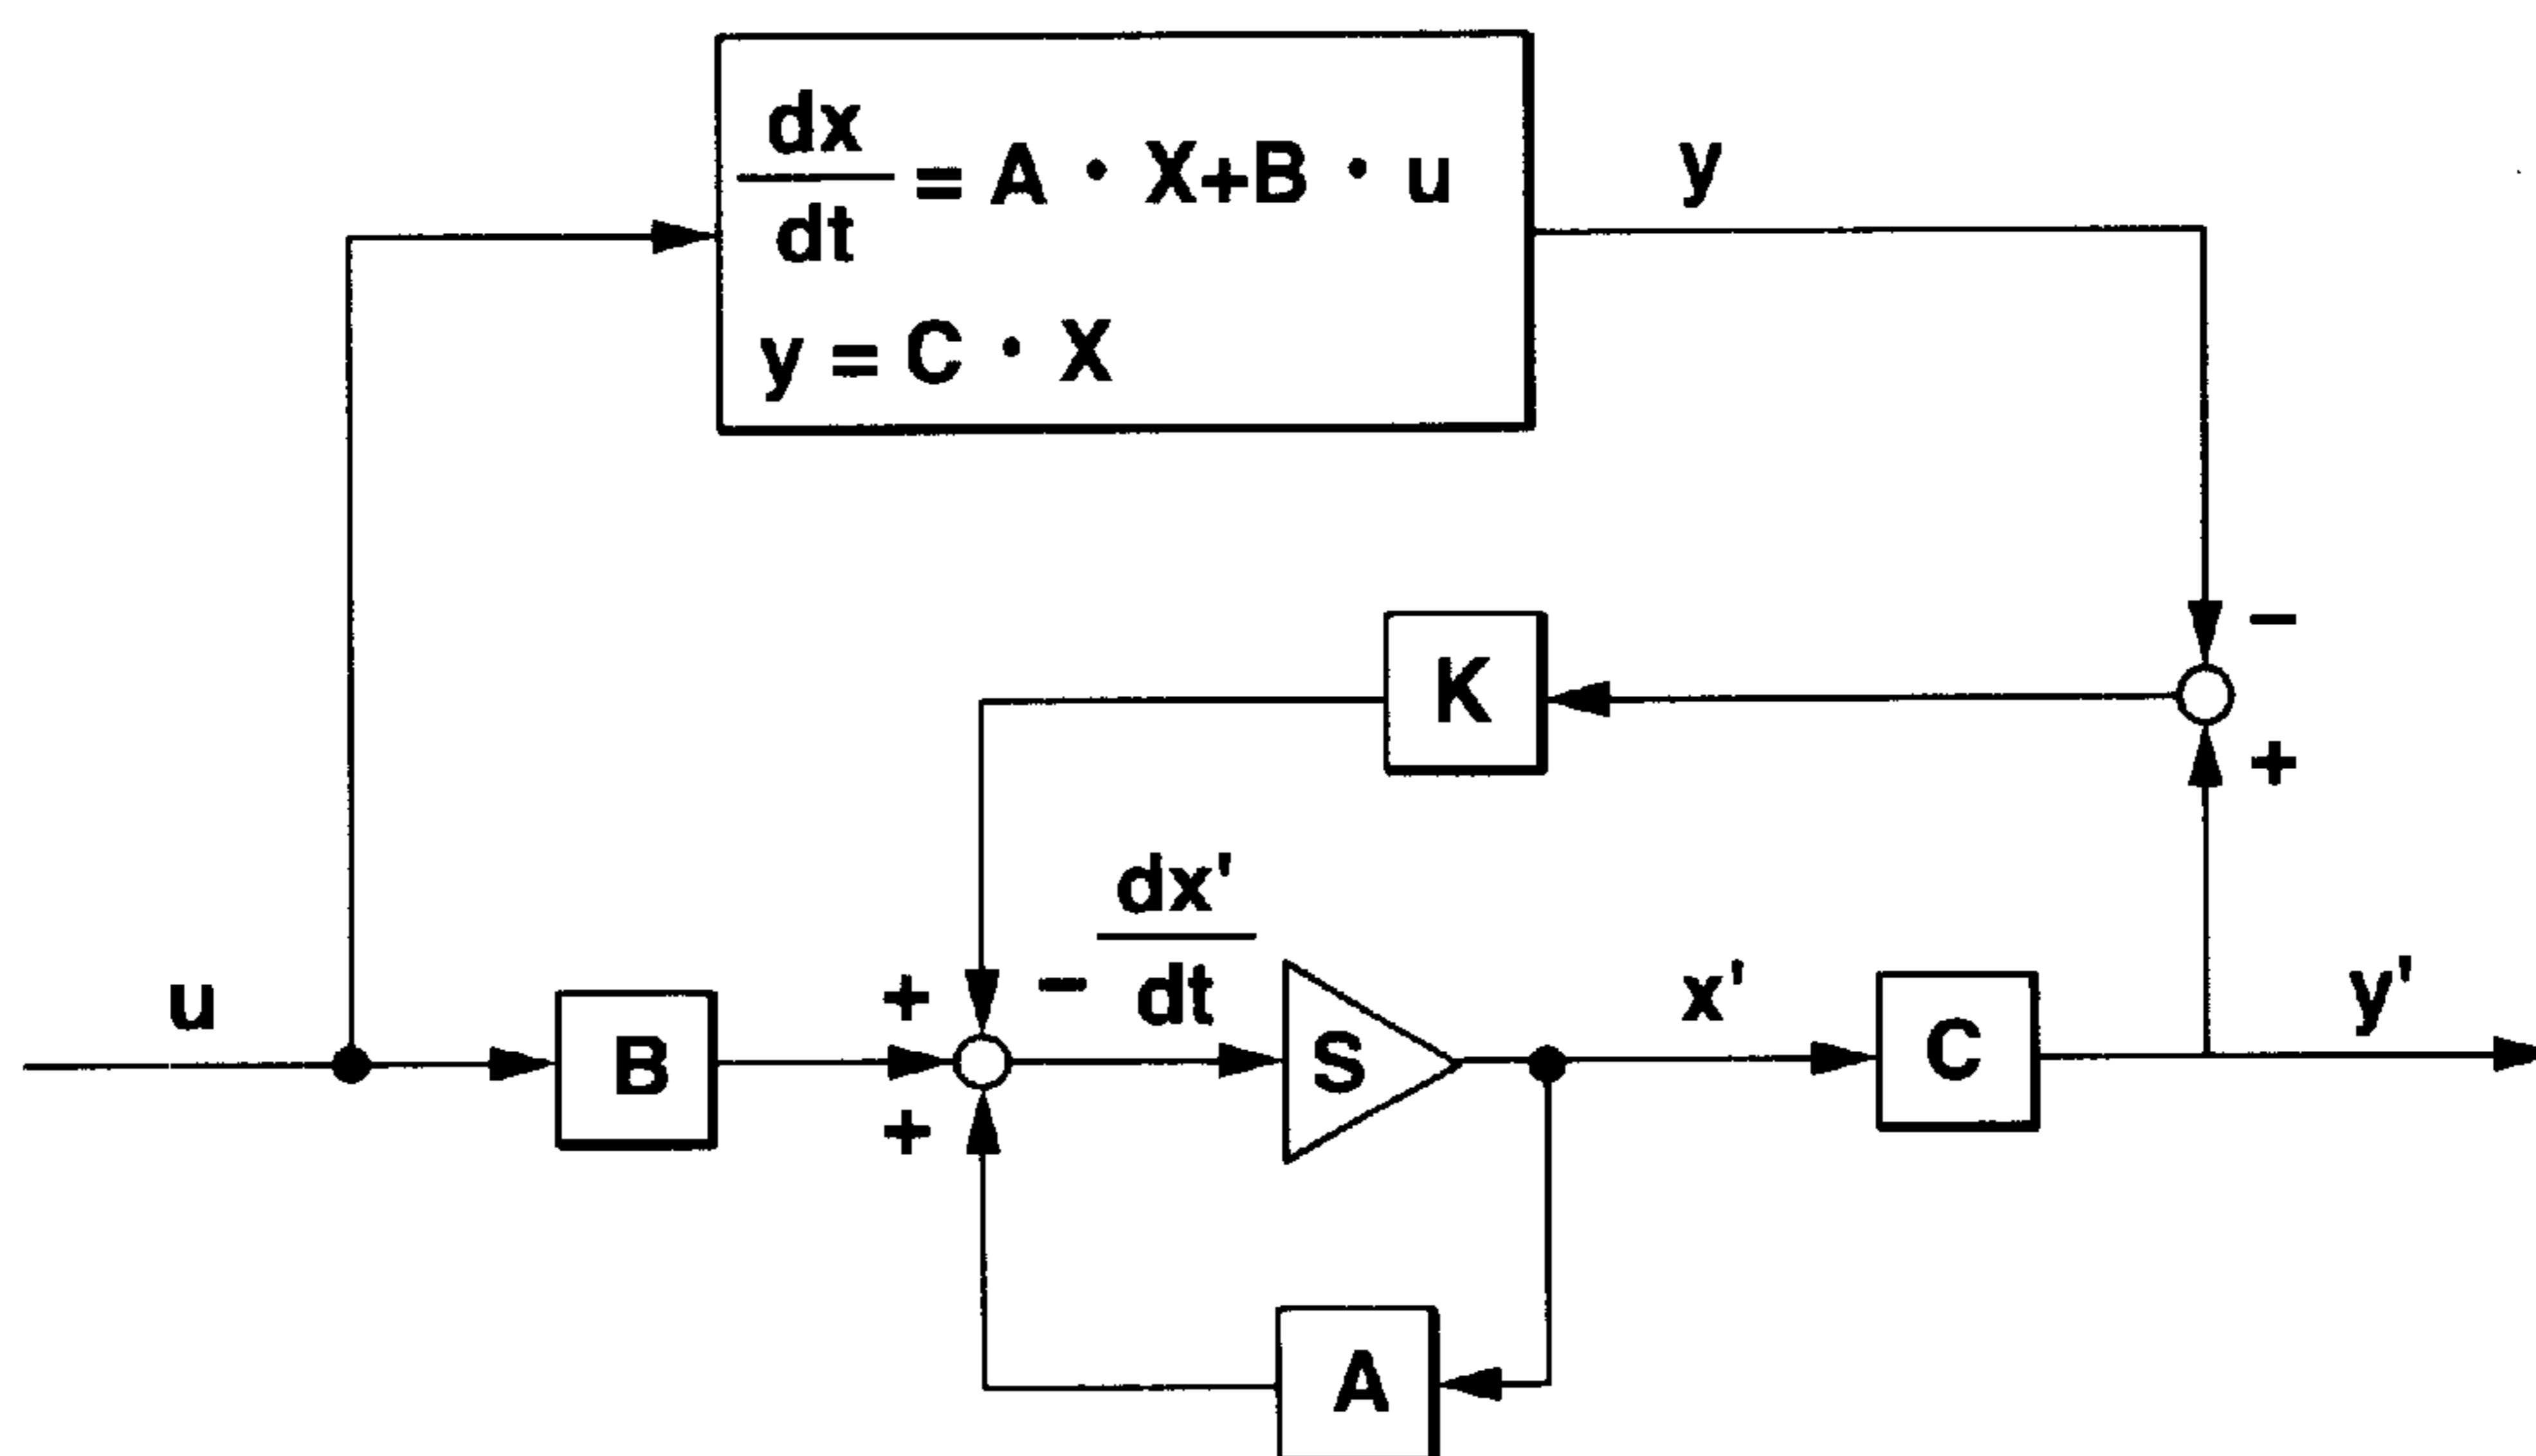 dx/dt = A · X+B · u
y = C · X
y
−
K
+
dx'/dt
u
B
+
−
+
S
x'
C
y'
A